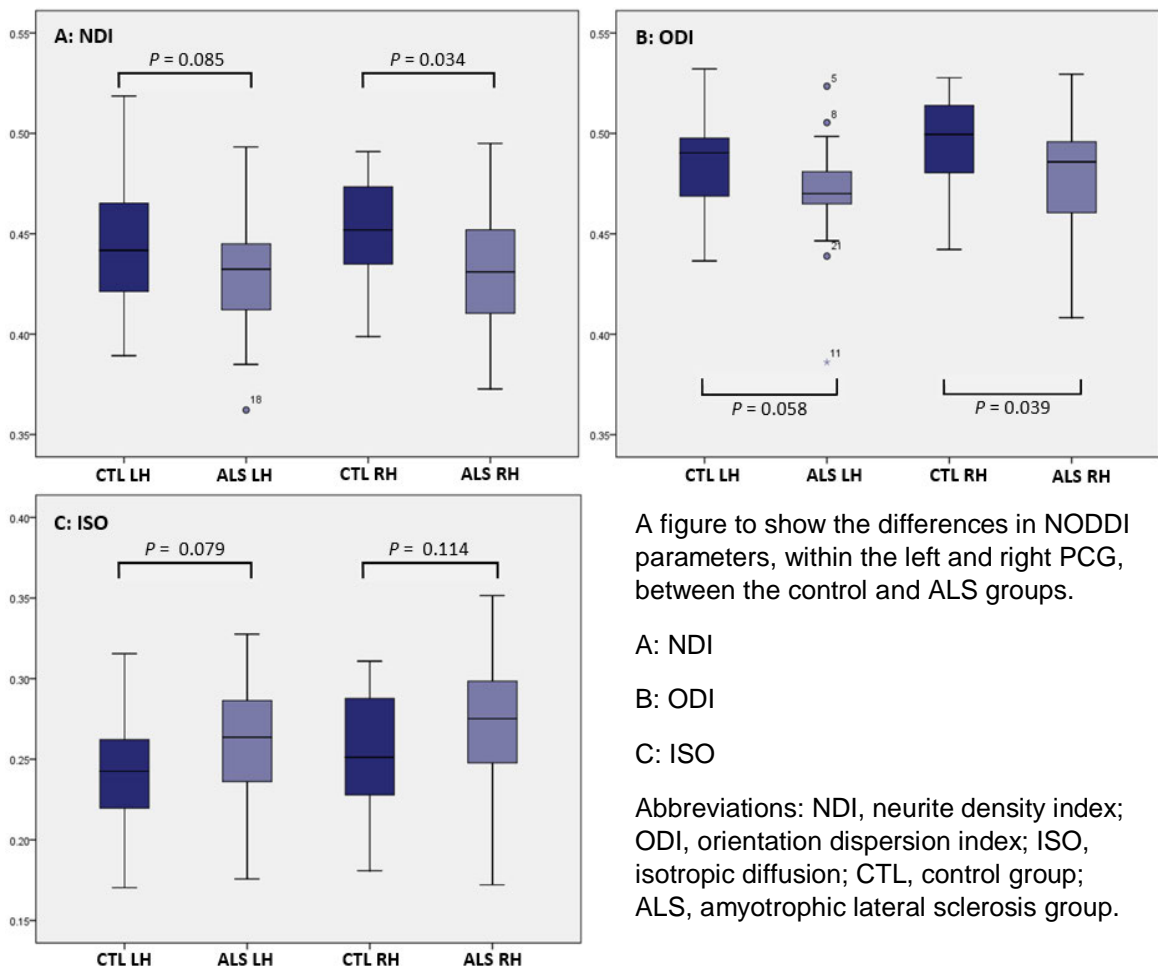 A: NDI
P = 0.085
P = 0.034
0.55
0.50
0.45
0.40
0.35
18
CTL LH
ALS LH
CTL RH
ALS RH
B: ODI
0.55
0.50
0.45
0.40
0.35
5
8
21
11
P = 0.058
P = 0.039
CTL LH
ALS LH
CTL RH
ALS RH
C: ISO
P = 0.079
P = 0.114
0.40
0.35
0.30
0.25
0.20
0.15
CTL LH
ALS LH
CTL RH
ALS RH
A figure to show the differences in NODDI
parameters, within the left and right PCG,
between the control and ALS groups.
A: NDI
B: ODI
C: ISO
Abbreviations: NDI, neurite density index;
ODI, orientation dispersion index; ISO,
isotropic diffusion; CTL, control group;
ALS, amyotrophic lateral sclerosis group.